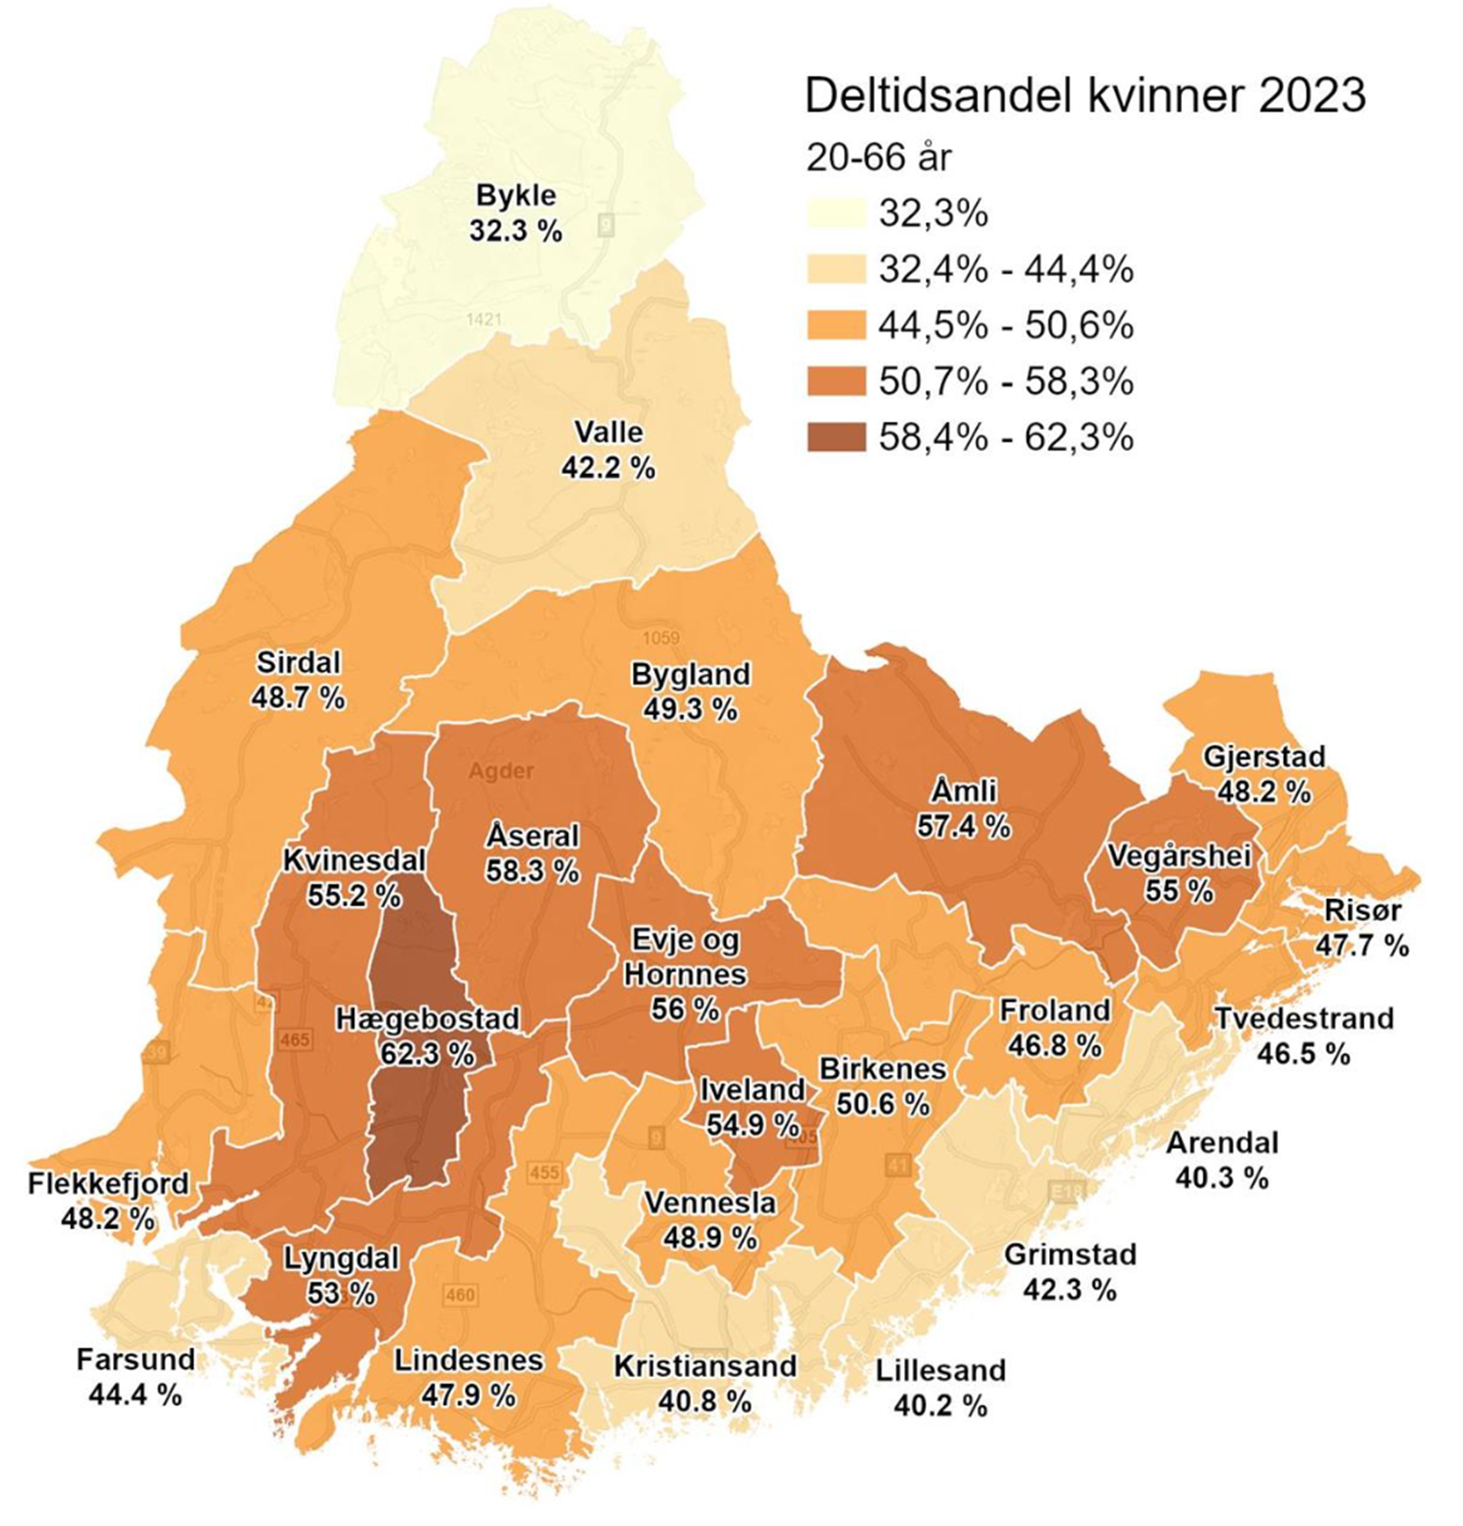 Deltidsandel kvinner 2023
20-66 år
32,3%
32,4% - 44,4%
44,5% - 50,6%
50,7% - 58,3%
58,4% - 62,3%
Bykle
32.3 %
9
1421
Valle
42.2 %
Sirdal
48.7 %
1059
Bygland
49.3 %
Agder
Åmli
57.4 %
Gjerstad
48.2 %
Åseral
58.3 %
Kvinesdal
55.2 %
Vegårshei
55 %
Risør
47.7 %
Evje og
Hornnes
56 %
Hægebostad
62.3 %
465
Froland
46.8 %
Tvedestrand
46.5 %
Birkenes
50.6 %
Iveland
54.9 %
9
41
455
Arendal
40.3 %
E18
Flekkefjord
48.2 %
Vennesla
48.9 %
Grimstad
42.3 %
Lyngdal
53 %
460
Farsund
44.4 %
Lindesnes
47.9 %
Kristiansand
40.8 %
Lillesand
40.2 %